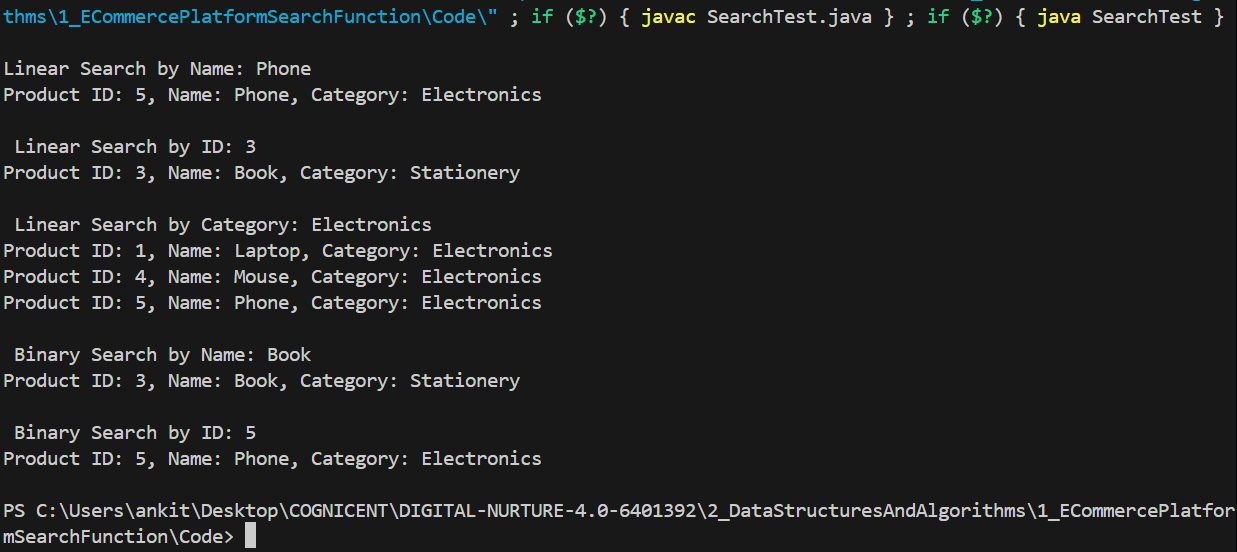 thms\1_ECommercePlatformSearchFunction\Code\" ; if ($?) { javac SearchTest.java } ; if ($?) { java SearchTest }
Linear Search by Name: Phone
Product ID: 5, Name: Phone, Category: Electronics
Linear Search by ID: 3
Product ID: 3, Name: Book, Category: Stationery
Linear Search by Category: Electronics
Product ID: 1, Name: Laptop, Category: Electronics
Product ID: 4, Name: Mouse, Category: Electronics
Product ID: 5, Name: Phone, Category: Electronics
Binary Search by Name: Book
Product ID: 3, Name: Book, Category: Stationery
Binary Search by ID: 5
Product ID: 5, Name: Phone, Category: Electronics
PS C:\Users\ankit\Desktop\COGNICENT\DIGITAL-NURTURE-4.0-6401392\2_DataStructuresAndAlgorithms\1_ECommercePlatfor
mSearchFunction\Code>